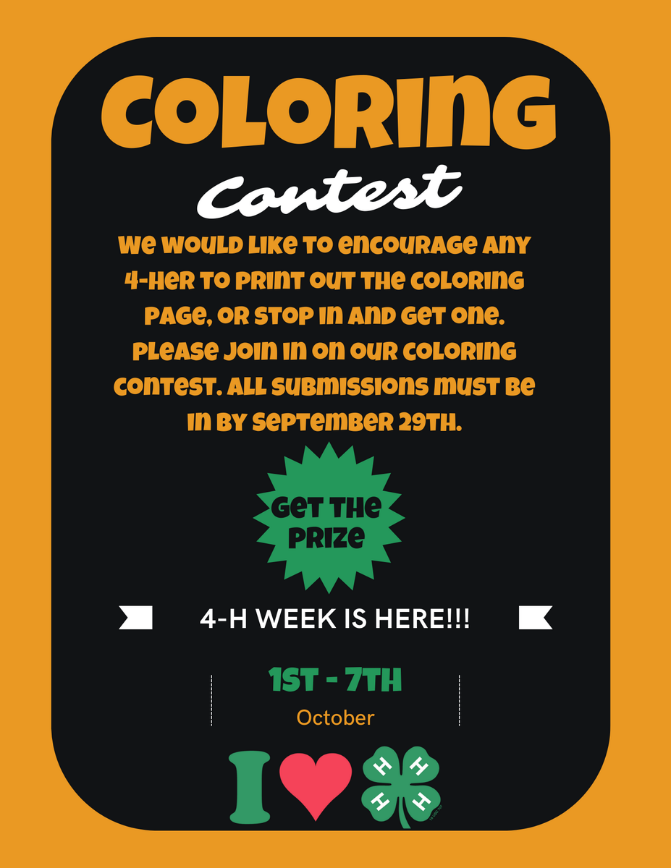 COLORING
Contest
We would like to encourage any
4-Her to print out the coloring
page, or stop in and get one.
Please join in on our coloring
contest. All submissions must be
in by September 29th.
Get the
Prize
4-H WEEK IS HERE!!!
1ST - 7TH
October
I
H H
H H